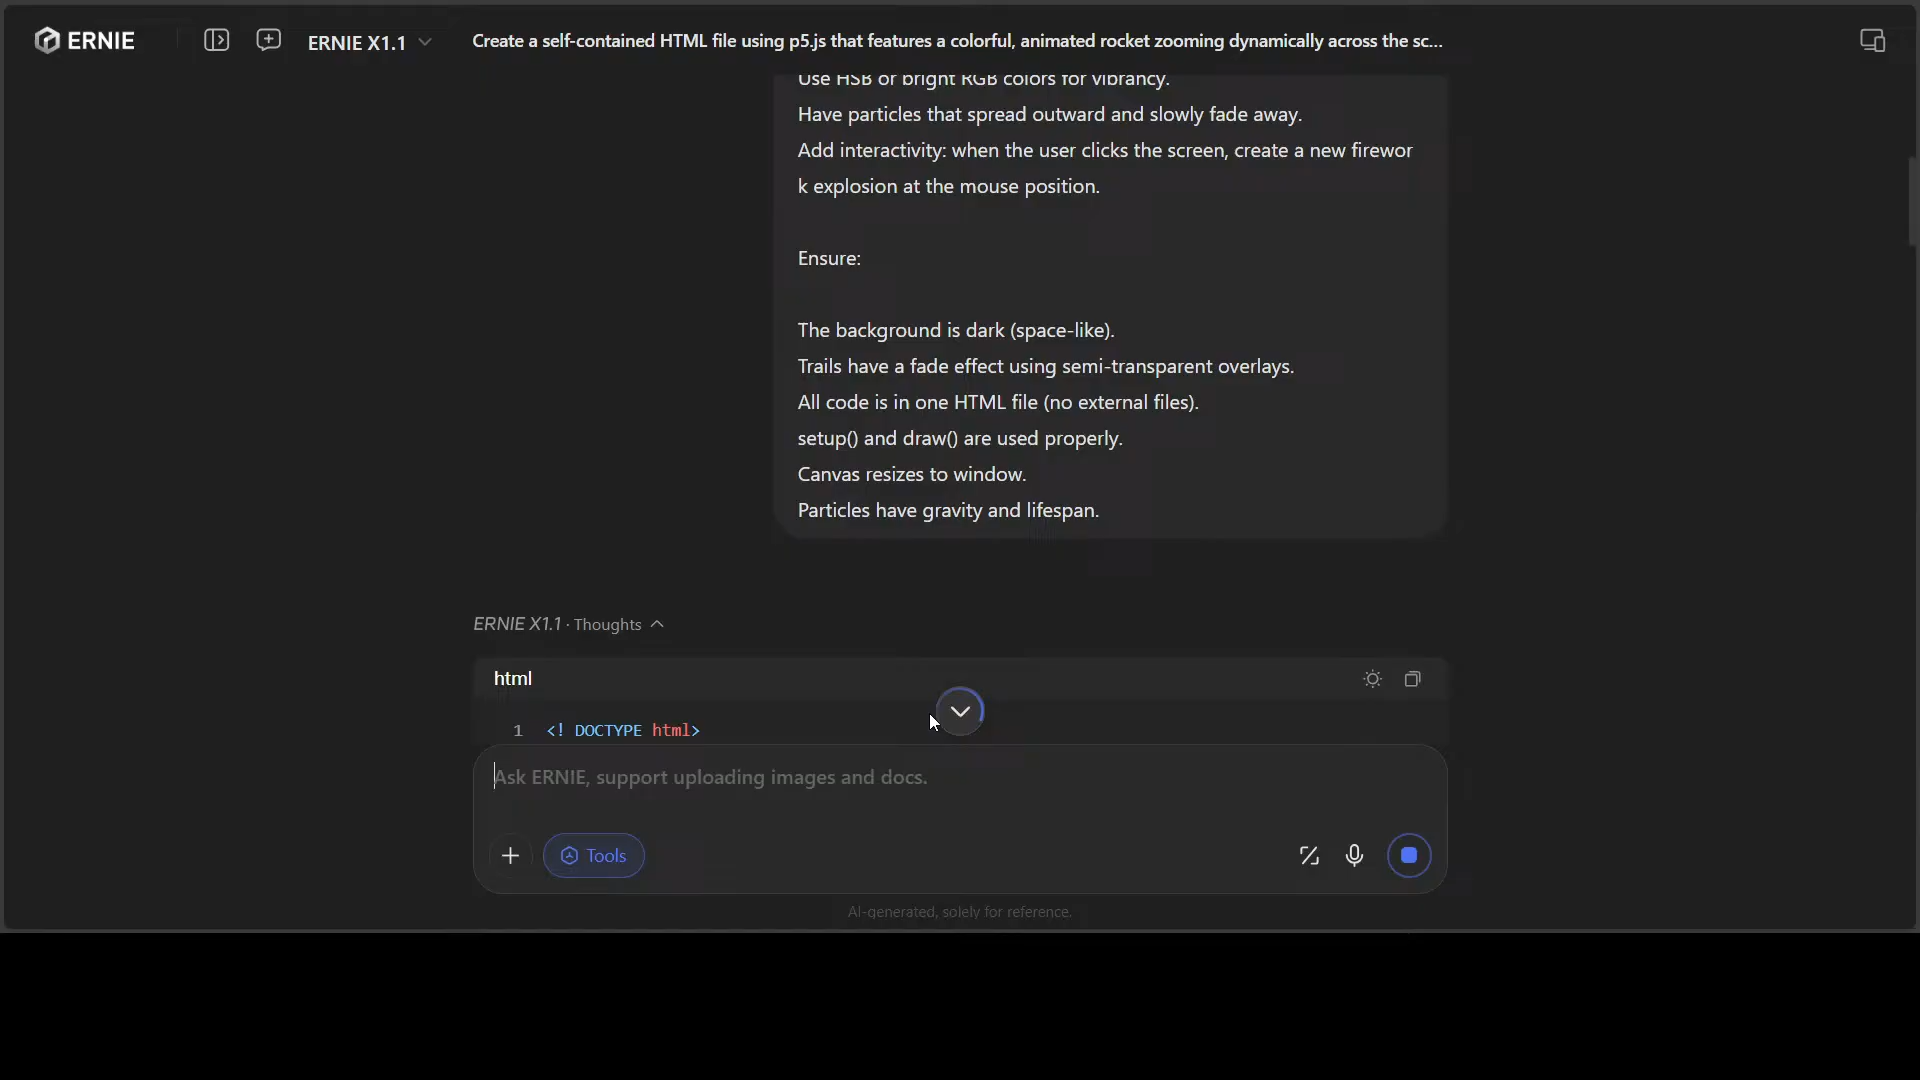 ERNIE
ERNIE X1.1
Create a self-contained HTML file using p5.js that features a colorful, animated rocket zooming dynamically across the sc...
Use HSB or bright RGB colors for vibrancy.
Have particles that spread outward and slowly fade away.
Add interactivity: when the user clicks the screen, create a new firewor
k explosion at the mouse position.
Ensure:
The background is dark (space-like).
Trails have a fade effect using semi-transparent overlays.
All code is in one HTML file (no external files).
setup() and draw() are used properly.
Canvas resizes to window.
Particles have gravity and lifespan.
ERNIE X1.1 · Thoughts
html
1 <! DOCTYPE html>
Ask ERNIE, support uploading images and docs.
Tools
AI-generated, solely for reference.